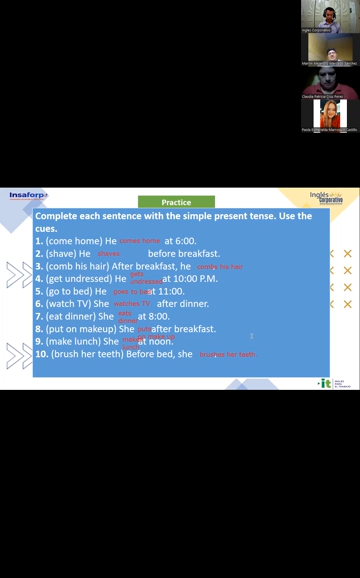 Inglés Corporativo
Insaforp
Practice
Inglés
Corporativo
Complete each sentence with the simple present tense. Use the
cues.
1. (come home) He comes home at 6:00.
2. (shave) He shaves before breakfast.
3. (comb his hair) After breakfast, he combs his hair
4. (get undressed) He gets undressed at 10:00 P.M.
5. (go to bed) He goes to bed at 11:00.
6. (watch TV) She watches TV after dinner.
7. (eat dinner) She eats dinner at 8:00.
8. (put on makeup) She puts on make up after breakfast.
9. (make lunch) She makes lunch at noon.
10. (brush her teeth) Before bed, she brushes her teeth
it